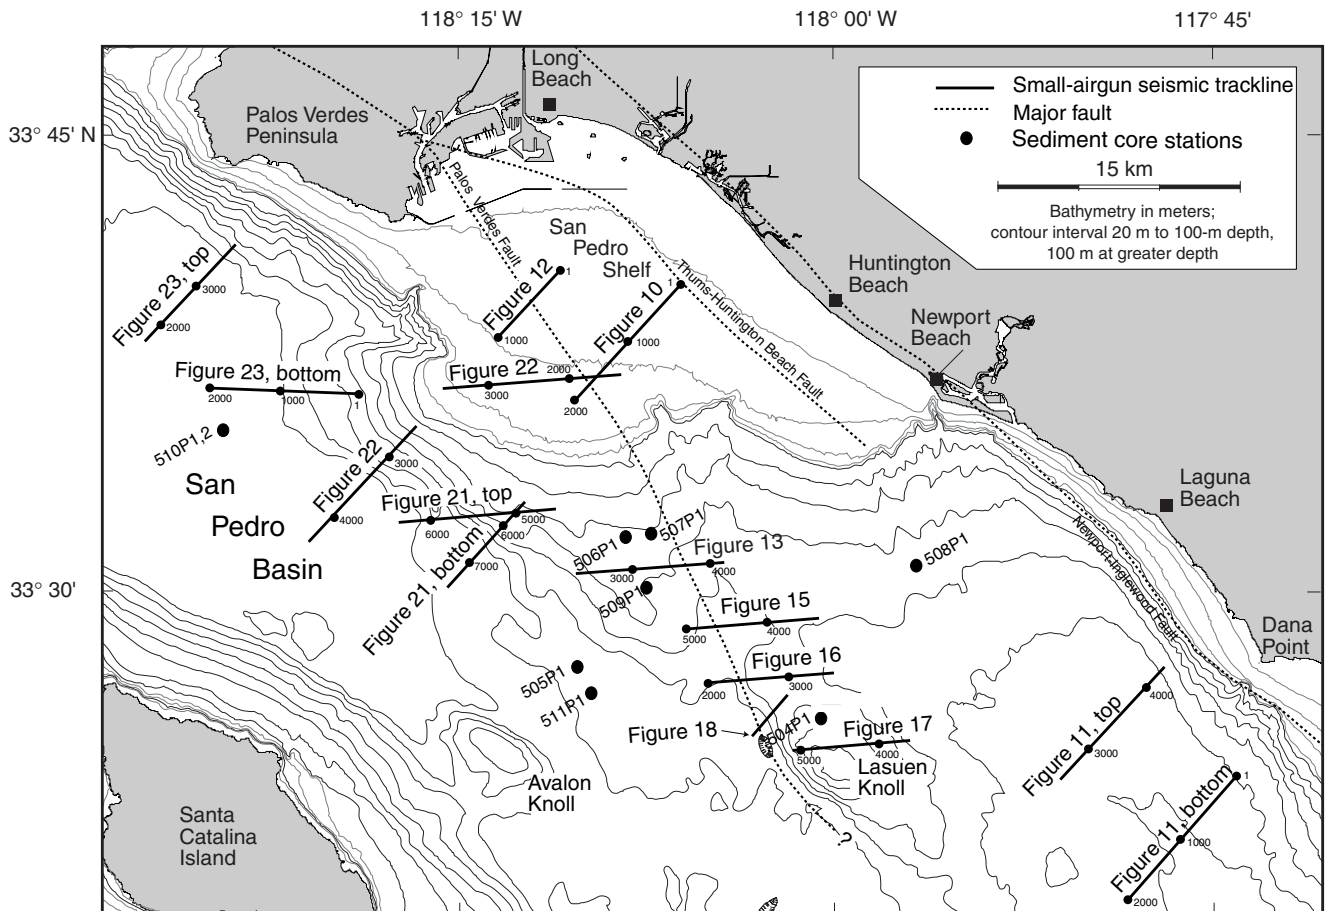 118° 15' W
118° 00' W
117° 45'
33° 45' N
33° 30'
Small-airgun seismic trackline
Major fault
Sediment core stations
15 km
Bathymetry in meters;
contour interval 20 m to 100-m depth,
100 m at greater depth
Long
Beach
Palos Verdes
Peninsula
Palos Verdes Fault
San
Pedro
Shelf
Thums-Huntington Beach Fault
Huntington
Beach
Newport
Beach
Laguna
Beach
Dana
Point
Newport-Inglewood Fault
Figure 23, top
3000
2000
Figure 12
1
1000
Figure 10
1
1000
2000
Figure 23, bottom
2000
1000
1
Figure 22
3000
2000
510P1,2
San
Pedro
Basin
Figure 22
3000
4000
Figure 21, top
6000
5000
Figure 21, bottom
6000
7000
506P1
507P1
Figure 13
3000
4000
509P1
508P1
Figure 15
5000
4000
505P1
511P1
Figure 16
2000
3000
Figure 18
504P1
Figure 17
5000
4000
Lasuen
Knoll
Avalon
Knoll
?
Figure 11, top
4000
3000
Figure 11, bottom
1
1000
2000
Santa
Catalina
Island